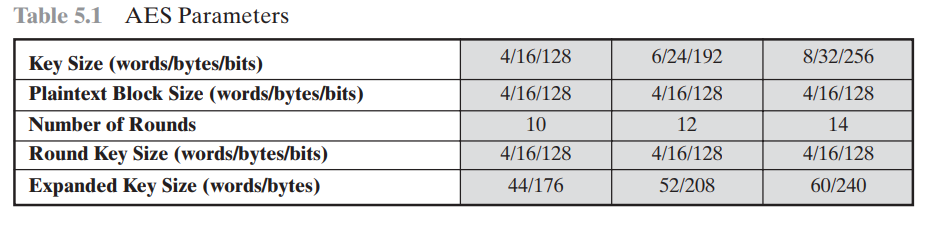 Table 5.1 AES Parameters
Key Size (words/bytes/bits) 4/16/128 6/24/192 8/32/256
Plaintext Block Size (words/bytes/bits) 4/16/128 4/16/128 4/16/128
Number of Rounds 10 12 14
Round Key Size (words/bytes/bits) 4/16/128 4/16/128 4/16/128
Expanded Key Size (words/bytes) 44/176 52/208 60/240